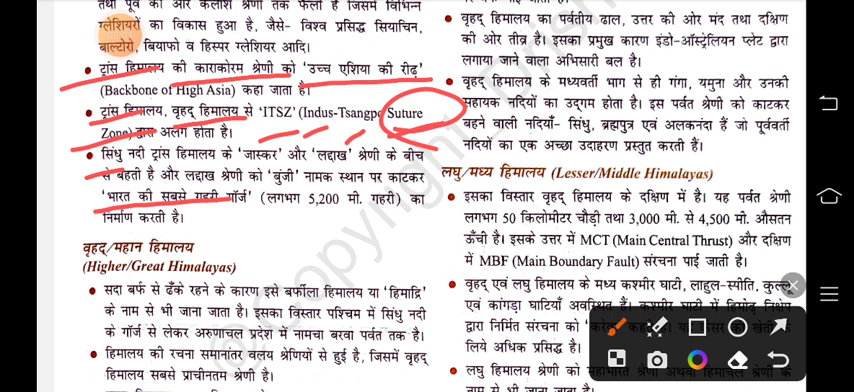 तथा पूर्व की ओर कैलाश श्रेणी तक फैली है जिसमें विभिन्न
ग्लेशियरों का विकास हुआ है, जैसे- विश्व प्रसिद्ध सियाचिन,
बाल्टोरो, बियाफो व हिस्पर ग्लेशियर आदि।
• ट्रांस हिमालय की काराकोरम श्रेणी को 'उच्च एशिया की रीढ़'
(Backbone of High Asia) कहा जाता है।
• ट्रांस हिमालय, वृहद् हिमालय से 'ITSZ' (Indus-Tsangpo Suture
Zone) द्वारा अलग होता है।
• सिंधु नदी ट्रांस हिमालय के 'जास्कर' और 'लद्दाख' श्रेणी के बीच
से बहती है और लद्दाख श्रेणी को 'बुंजी' नामक स्थान पर काटकर
'भारत की सबसे गहरी गॉर्ज' (लगभग 5,200 मी. गहरी) का
निर्माण करती है।
वृहद्/महान हिमालय
(Higher/Great Himalayas)
• सदा बर्फ से ढँके रहने के कारण इसे बर्फीला हिमालय या 'हिमाद्रि'
के नाम से भी जाना जाता है। इसका विस्तार पश्चिम में सिंधु नदी
के गॉर्ज से लेकर अरुणाचल प्रदेश में नामचा बरवा पर्वत तक है।
• हिमालय की रचना समानांतर वलय श्रेणियों से हुई है, जिसमें वृहद्
हिमालय सबसे प्राचीनतम श्रेणी है।
• वृहद् हिमालय का पर्वतीय ढाल, उत्तर की ओर मंद तथा दक्षिण
की ओर तीव्र है। इसका प्रमुख कारण इंडो-ऑस्ट्रेलियन प्लेट द्वारा
लगाया जाने वाला अभिसारी बल है।
• वृहद् हिमालय के मध्यवर्ती भाग से ही गंगा, यमुना और उनकी
सहायक नदियों का उद्गम होता है। इस पर्वत श्रेणी को काटकर
बहने वाली नदियाँ- सिंधु, ब्रह्मपुत्र एवं अलकनंदा हैं जो पूर्ववर्ती
नदियों का एक अच्छा उदाहरण प्रस्तुत करती हैं।
लघु/मध्य हिमालय (Lesser/Middle Himalayas)
• इसका विस्तार वृहद् हिमालय के दक्षिण में है। यह पर्वत श्रेणी
लगभग 50 किलोमीटर चौड़ी तथा 3,000 मी. से 4,500 मी. औसतन
ऊँची है। इसके उत्तर में MCT (Main Central Thrust) और दक्षिण
में MBF (Main Boundary Fault) संरचना पाई जाती है।
• वृहद् एवं लघु हिमालय के मध्य कश्मीर घाटी, लाहुल-स्पीति, कुल्लू
एवं कांगड़ा घाटियाँ अवस्थित हैं। कश्मीर घाटी में हिमोढ़ निक्षेप
द्वारा निर्मित संरचना को
लिये अधिक प्रसिद्ध है।
• लघु हिमालय श्रेणी को
के नाम से भी जाना जाता है।
@Copyright Drishti